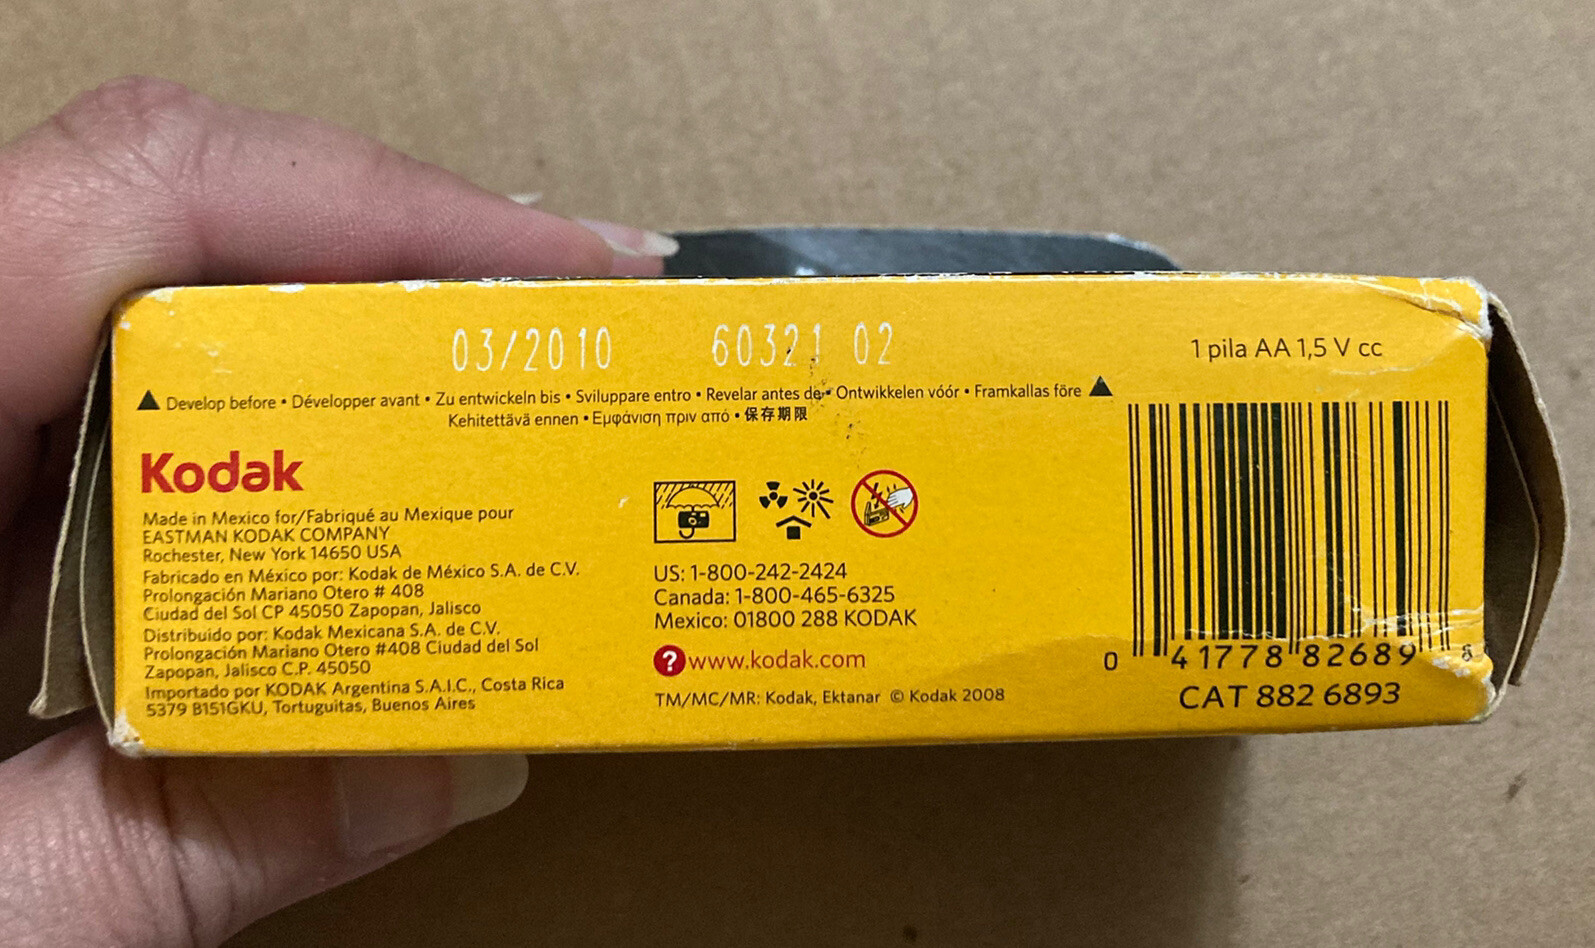 03/2010 60321 02
1 pila AA 1,5 V cc
▲ Develop before • Développer avant • Zu entwickeln bis • Sviluppare entro • Revelar antes de • Ontwikkelen vóór • Framkallas före ▲
Kehitettävä ennen • Εμφάνιση πριν από • 保存期限
Kodak
Made in Mexico for/Fabriqué au Mexique pour
EASTMAN KODAK COMPANY
Rochester, New York 14650 USA
Fabricado en México por: Kodak de México S.A. de C.V.
Prolongación Mariano Otero # 408
Ciudad del Sol CP 45050 Zapopan, Jalisco
Distribuido por: Kodak Mexicana S.A. de C.V.
Prolongación Mariano Otero #408 Ciudad del Sol
Zapopan, Jalisco C.P. 45050
Importado por KODAK Argentina S.A.I.C., Costa Rica
5379 B151GKU, Tortuguitas, Buenos Aires
US: 1-800-242-2424
Canada: 1-800-465-6325
Mexico: 01800 288 KODAK
? www.kodak.com
TM/MC/MR: Kodak, Ektanar © Kodak 2008
0 41778 82689 8
CAT 882 6893